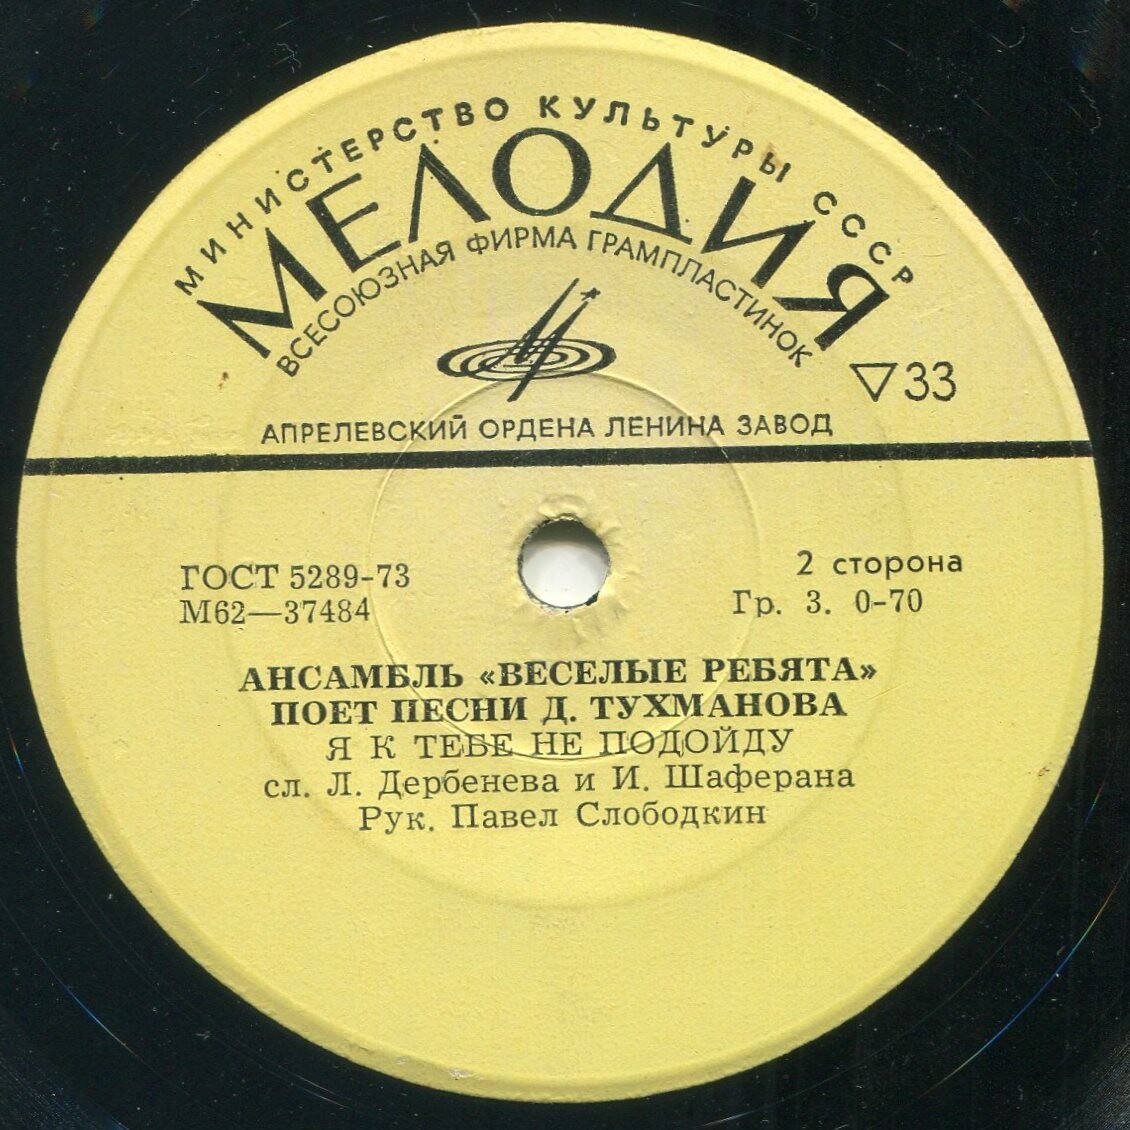 МИНИСТЕРСТВО КУЛЬТУРЫ СССР
МЕЛОДИЯ
ВСЕСОЮЗНАЯ ФИРМА ГРАМПЛАСТИНОК
▽33
АПРЕЛЕВСКИЙ ОРДЕНА ЛЕНИНА ЗАВОД
ГОСТ 5289-73
М62—37484
2 сторона
Гр. 3. 0-70
АНСАМБЛЬ «ВЕСЕЛЫЕ РЕБЯТА»
ПОЕТ ПЕСНИ Д. ТУХМАНОВА
Я К ТЕБЕ НЕ ПОДОЙДУ
сл. Л. Дербенева и И. Шаферана
Рук. Павел Слободкин